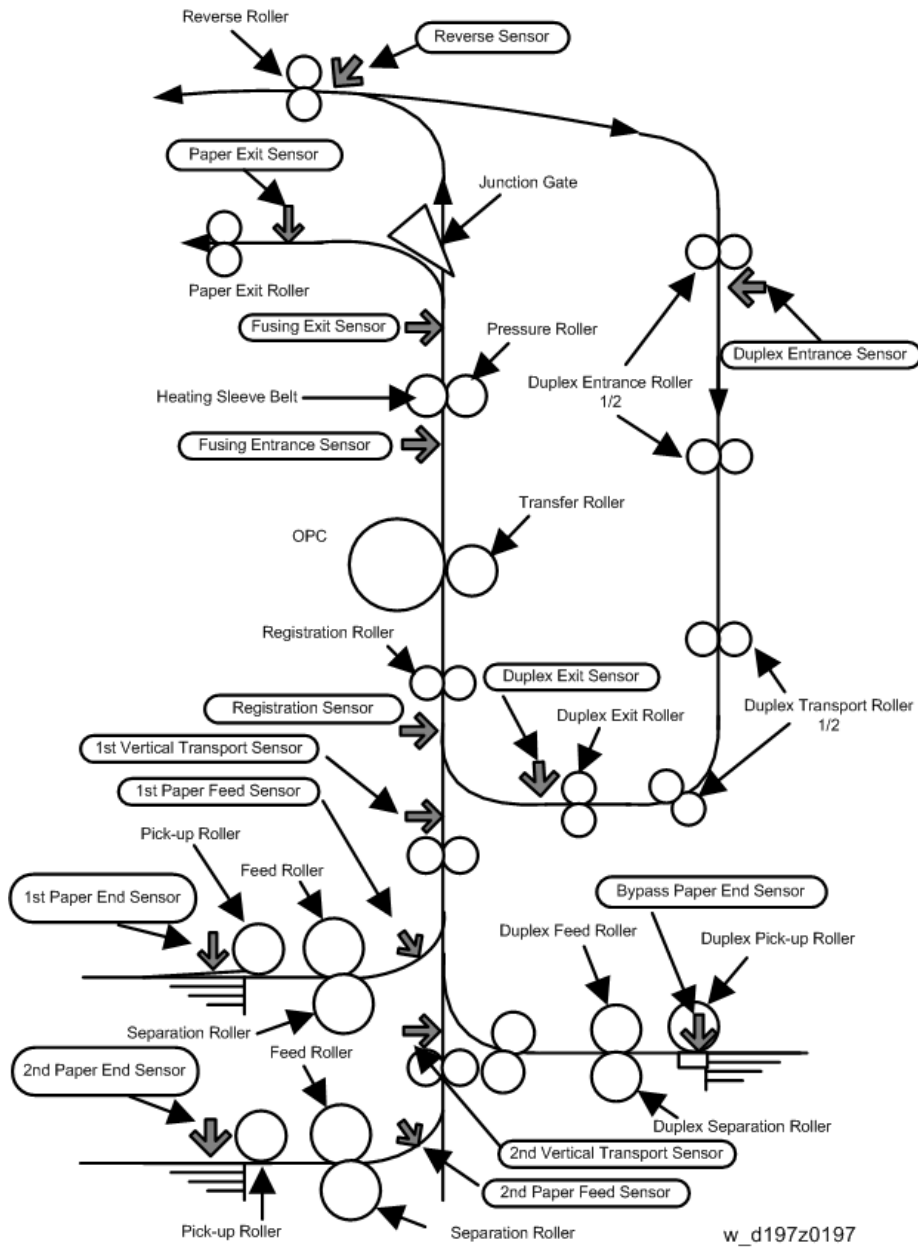 Reverse Roller
Reverse Sensor
Paper Exit Sensor
Junction Gate
Paper Exit Roller
Fusing Exit Sensor
Pressure Roller
Duplex Entrance Sensor
Duplex Entrance Roller
1/2
Heating Sleeve Belt
Fusing Entrance Sensor
Transfer Roller
OPC
Registration Roller
Duplex Exit Sensor
Registration Sensor
Duplex Exit Roller
Duplex Transport Roller
1/2
1st Vertical Transport Sensor
1st Paper Feed Sensor
Pick-up Roller
Feed Roller
1st Paper End Sensor
Bypass Paper End Sensor
Duplex Feed Roller
Duplex Pick-up Roller
Separation Roller
Feed Roller
2nd Paper End Sensor
Duplex Separation Roller
2nd Vertical Transport Sensor
2nd Paper Feed Sensor
Pick-up Roller
Separation Roller
w_d197z0197